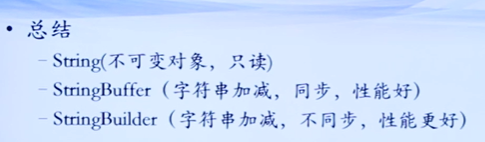 • 总结
– String(不可变对象，只读)
– StringBuffer（字符串加减，同步，性能好）
– StringBuilder（字符串加减，不同步，性能更好）